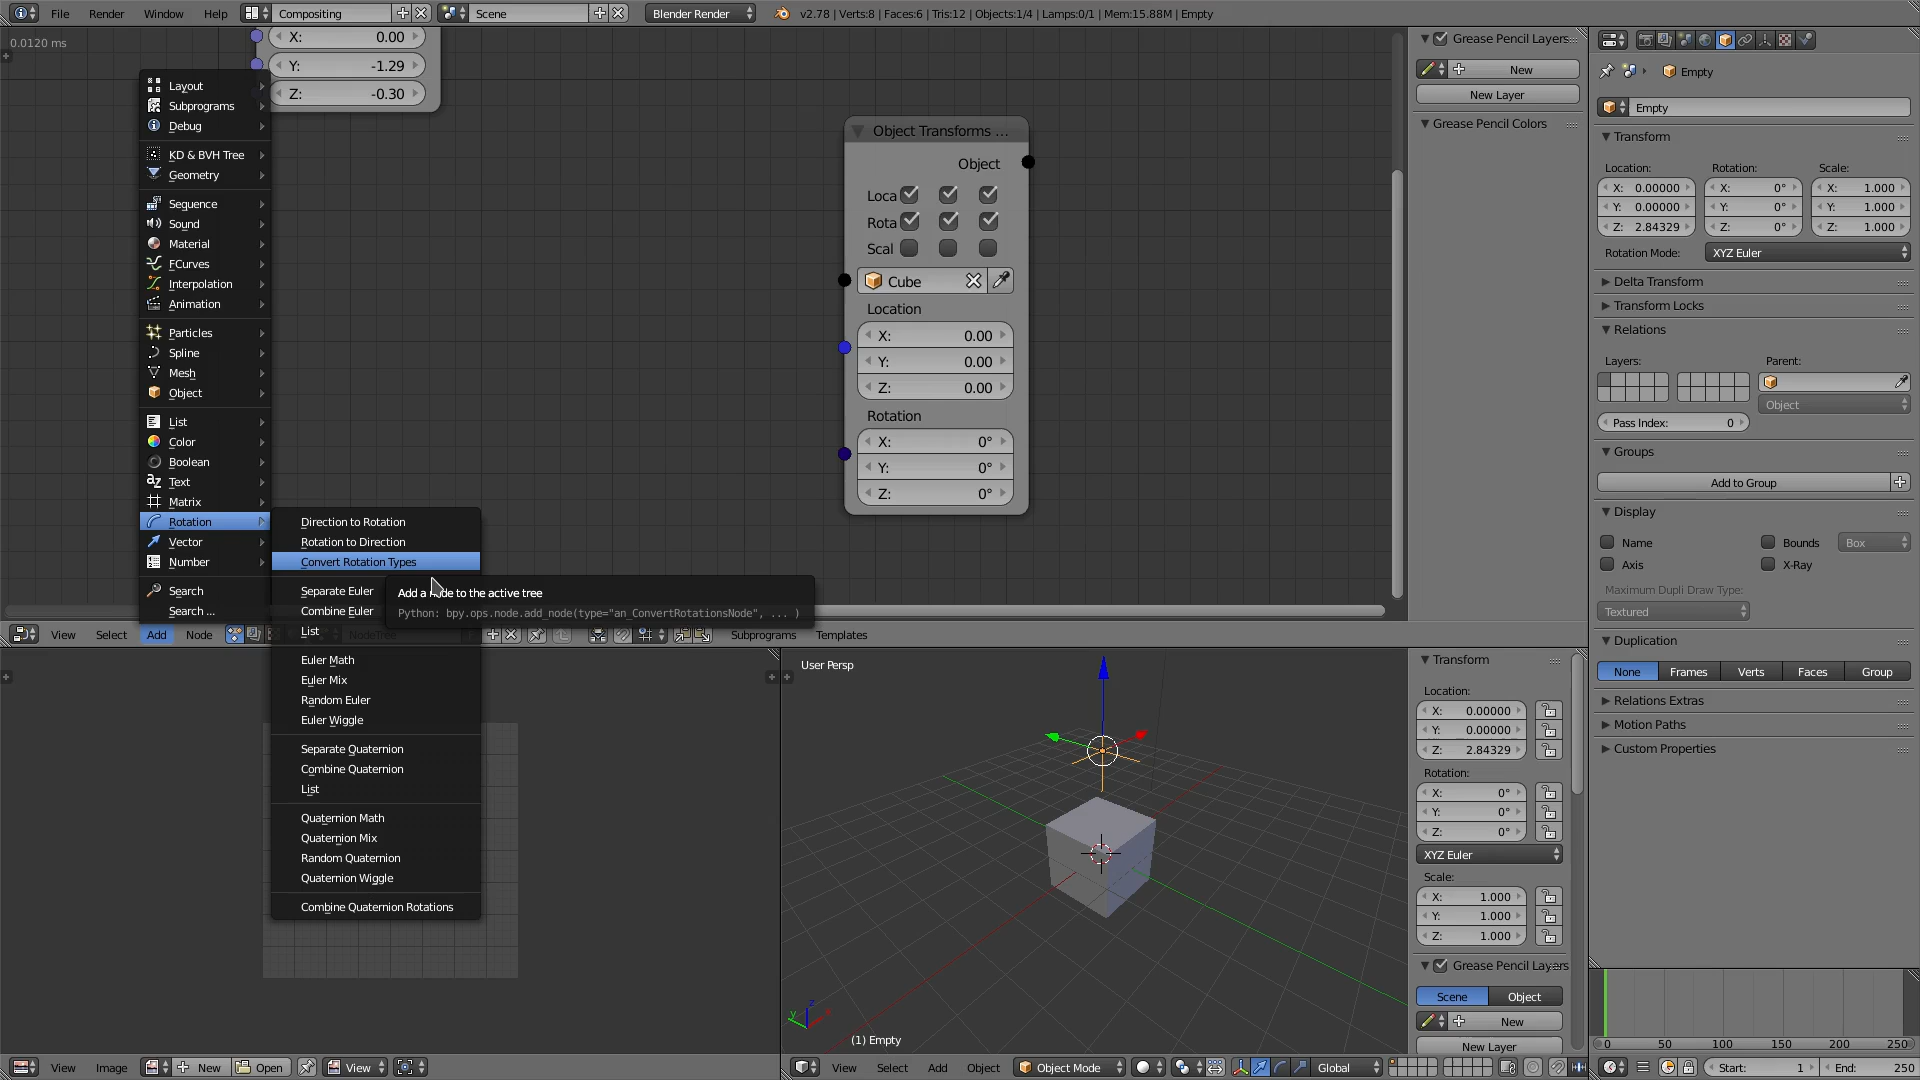 File Render Window Help Compositing Scene Blender Render v2.78 | Verts:8 | Faces:6 | Tris:12 | Objects:1/4 | Lamps:0/1 | Mem:15.88M | Empty
0.0120 ms
X: 0.00
Y: -1.29
Z: -0.30
Layout
Subprograms
Debug
KD & BVH Tree
Geometry
Sequence
Sound
Material
FCurves
Interpolation
Animation
Particles
Spline
Mesh
Object
List
Color
Boolean
Text
Matrix
Rotation
Vector
Number
Search
Search ...
Direction to Rotation
Rotation to Direction
Convert Rotation Types
Separate Euler
Combine Euler
List
Euler Math
Euler Mix
Random Euler
Euler Wiggle
Separate Quaternion
Combine Quaternion
List
Quaternion Math
Quaternion Mix
Random Quaternion
Quaternion Wiggle
Combine Quaternion Rotations
Add a node to the active tree
Python: bpy.ops.node.add_node(type="an_ConvertRotationsNode", ... )
Object Transforms ...
Object
Loca
Rota
Scal
Cube
Location
X: 0.00
Y: 0.00
Z: 0.00
Rotation
X: 0°
Y: 0°
Z: 0°
View Select Add Node NodeTree Subprograms Templates
Grease Pencil Layers
New
New Layer
Grease Pencil Colors
Empty
Empty
Transform
Location: Rotation: Scale:
X: 0.00000 X: 0° X: 1.000
Y: 0.00000 Y: 0° Y: 1.000
Z: 2.84329 Z: 0° Z: 1.000
Rotation Mode: XYZ Euler
Delta Transform
Transform Locks
Relations
Layers: Parent:
Object
Pass Index: 0
Groups
Add to Group
Display
Name Bounds Box
Axis X-Ray
Maximum Dupli Draw Type:
Textured
Duplication
None Frames Verts Faces Group
Relations Extras
Motion Paths
Custom Properties
User Persp
z
y
(1) Empty
Transform
Location:
X: 0.00000
Y: 0.00000
Z: 2.84329
Rotation:
X: 0°
Y: 0°
Z: 0°
XYZ Euler
Scale:
X: 1.000
Y: 1.000
Z: 1.000
Grease Pencil Layers
Scene Object
New
New Layer
0 50 100 150 200 250
View Image New Open View
View Select Add Object Object Mode Global
Start: 1 End: 250